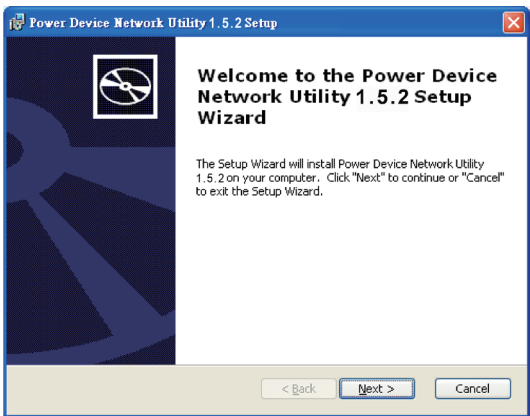 Power Device Network Utility 1.5.2 Setup
Welcome to the Power Device
Network Utility 1.5.2 Setup
Wizard
The Setup Wizard will install Power Device Network Utility
1.5.2 on your computer. Click "Next" to continue or "Cancel"
to exit the Setup Wizard.
< Back
Next >
Cancel